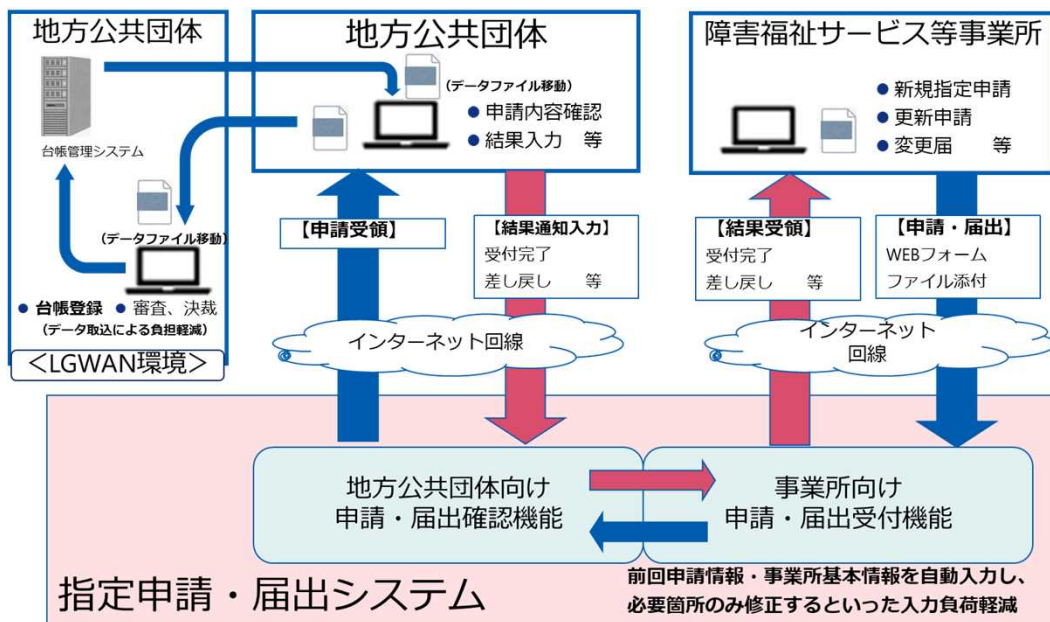 地方公共団体
台帳管理システム
(データファイル移動)
● 台帳登録 ● 審査、決裁
(データ取込による負担軽減)
＜LGWAN環境＞
地方公共団体
(データファイル移動)
● 申請内容確認
● 結果入力　等
障害福祉サービス等事業所
● 新規指定申請
● 更新申請
● 変更届　　等
【申請受領】
【結果通知入力】
受付完了
差し戻し　　等
【結果受領】
受付完了
差し戻し　　等
【申請・届出】
WEBフォーム
ファイル添付
インターネット回線
インターネット
回線
地方公共団体向け
申請・届出確認機能
事業所向け
申請・届出受付機能
指定申請・届出システム
前回申請情報・事業所基本情報を自動入力し、
必要箇所のみ修正するといった入力負荷軽減